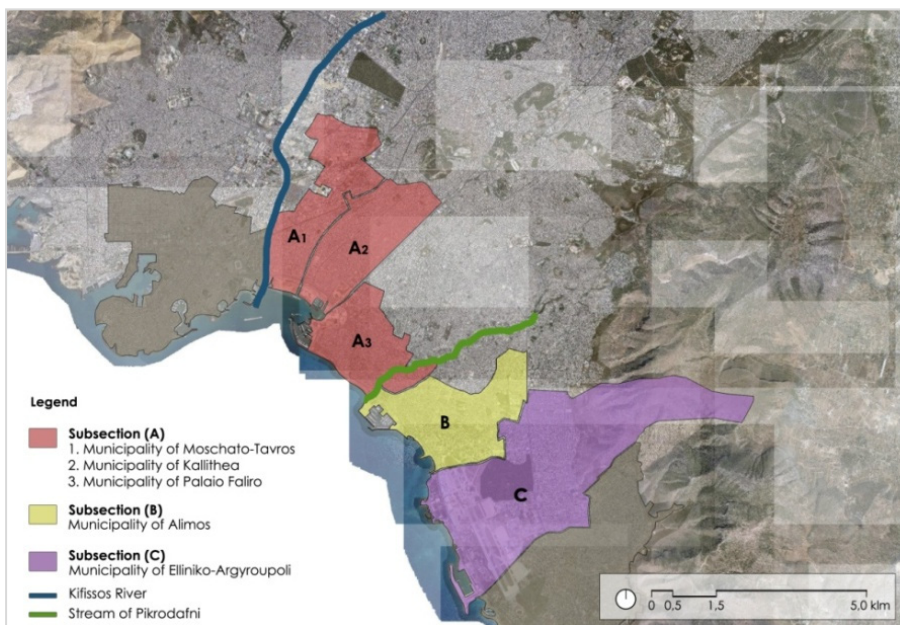 A1
A2
A3
B
C
Legend
Subsection (A)
1. Municipality of Moschato-Tavros
2. Municipality of Kallithea
3. Municipality of Palaio Faliro
Subsection (B)
Municipality of Alimos
Subsection (C)
Municipality of Elliniko-Argyroupoli
Kifissos River
Stream of Pikrodafni
0 0,5 1,5 5,0 klm